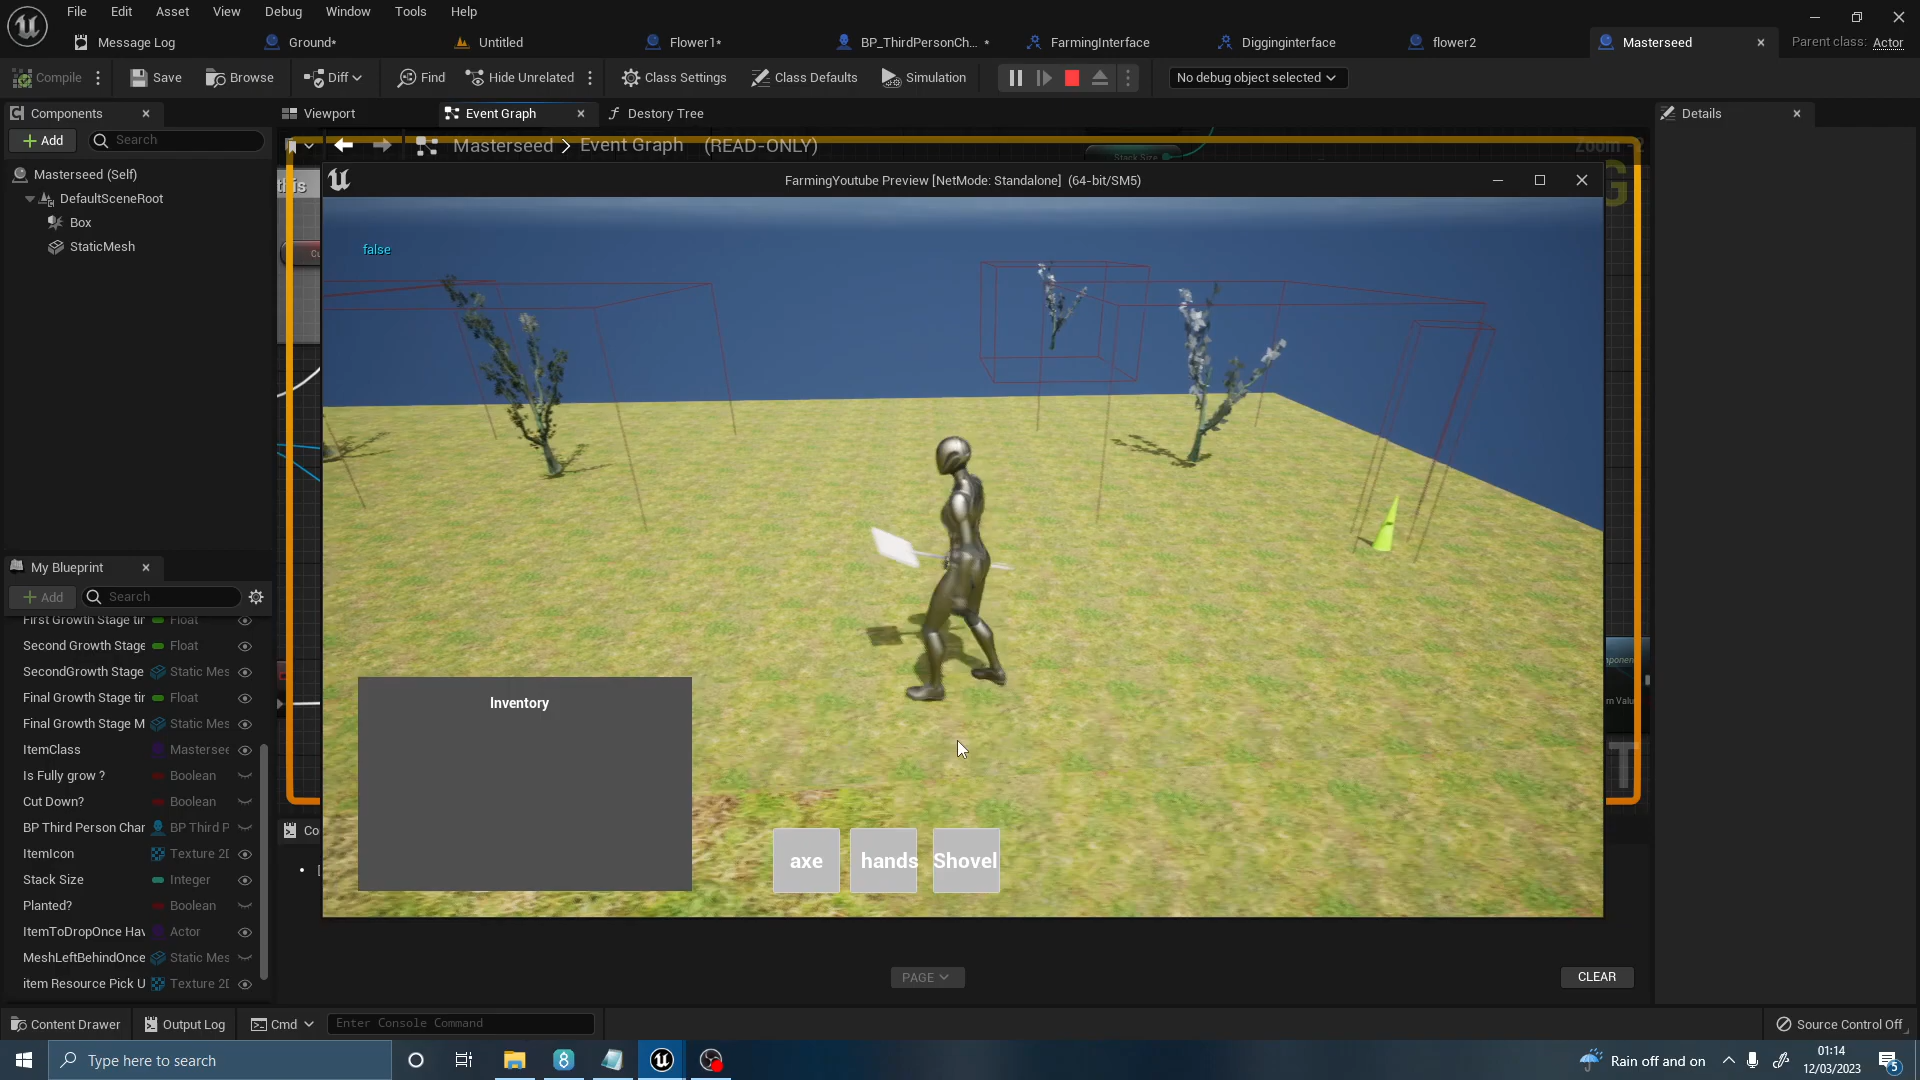 File Edit Asset View Debug Window Tools Help
Message Log Ground* Untitled Flower1* BP_ThirdPersonCh... * FarmingInterface Digginginterface flower2 Masterseed Parent class: Actor
Compile Save Browse Diff Find Hide Unrelated Class Settings Class Defaults Simulation No debug object selected
Components Viewport Event Graph Destory Tree Details
Add Search
Masterseed > Event Graph (READ-ONLY)
Stack Size
Masterseed (Self)
DefaultSceneRoot
Box
StaticMesh
FarmingYoutube Preview [NetMode: Standalone] (64-bit/SM5)
false
My Blueprint
Add Search
First Growth Stage tir Float
Second Growth Stage Float
SecondGrowth Stage Static Mes
Final Growth Stage tir Float
Final Growth Stage M Static Mes
ItemClass Mastersee
Is Fully grow ? Boolean
Cut Down? Boolean
BP Third Person Char BP Third P
ItemIcon Texture 2D
Stack Size Integer
Planted? Boolean
ItemToDropOnce Hav Actor
MeshLeftBehindOnce Static Mes
item Resource Pick U Texture 2D
Inventory
axe hands Shovel
PAGE CLEAR
Content Drawer Output Log Cmd Enter Console Command Source Control Off
Type here to search Rain off and on 01:14
12/03/2023 5